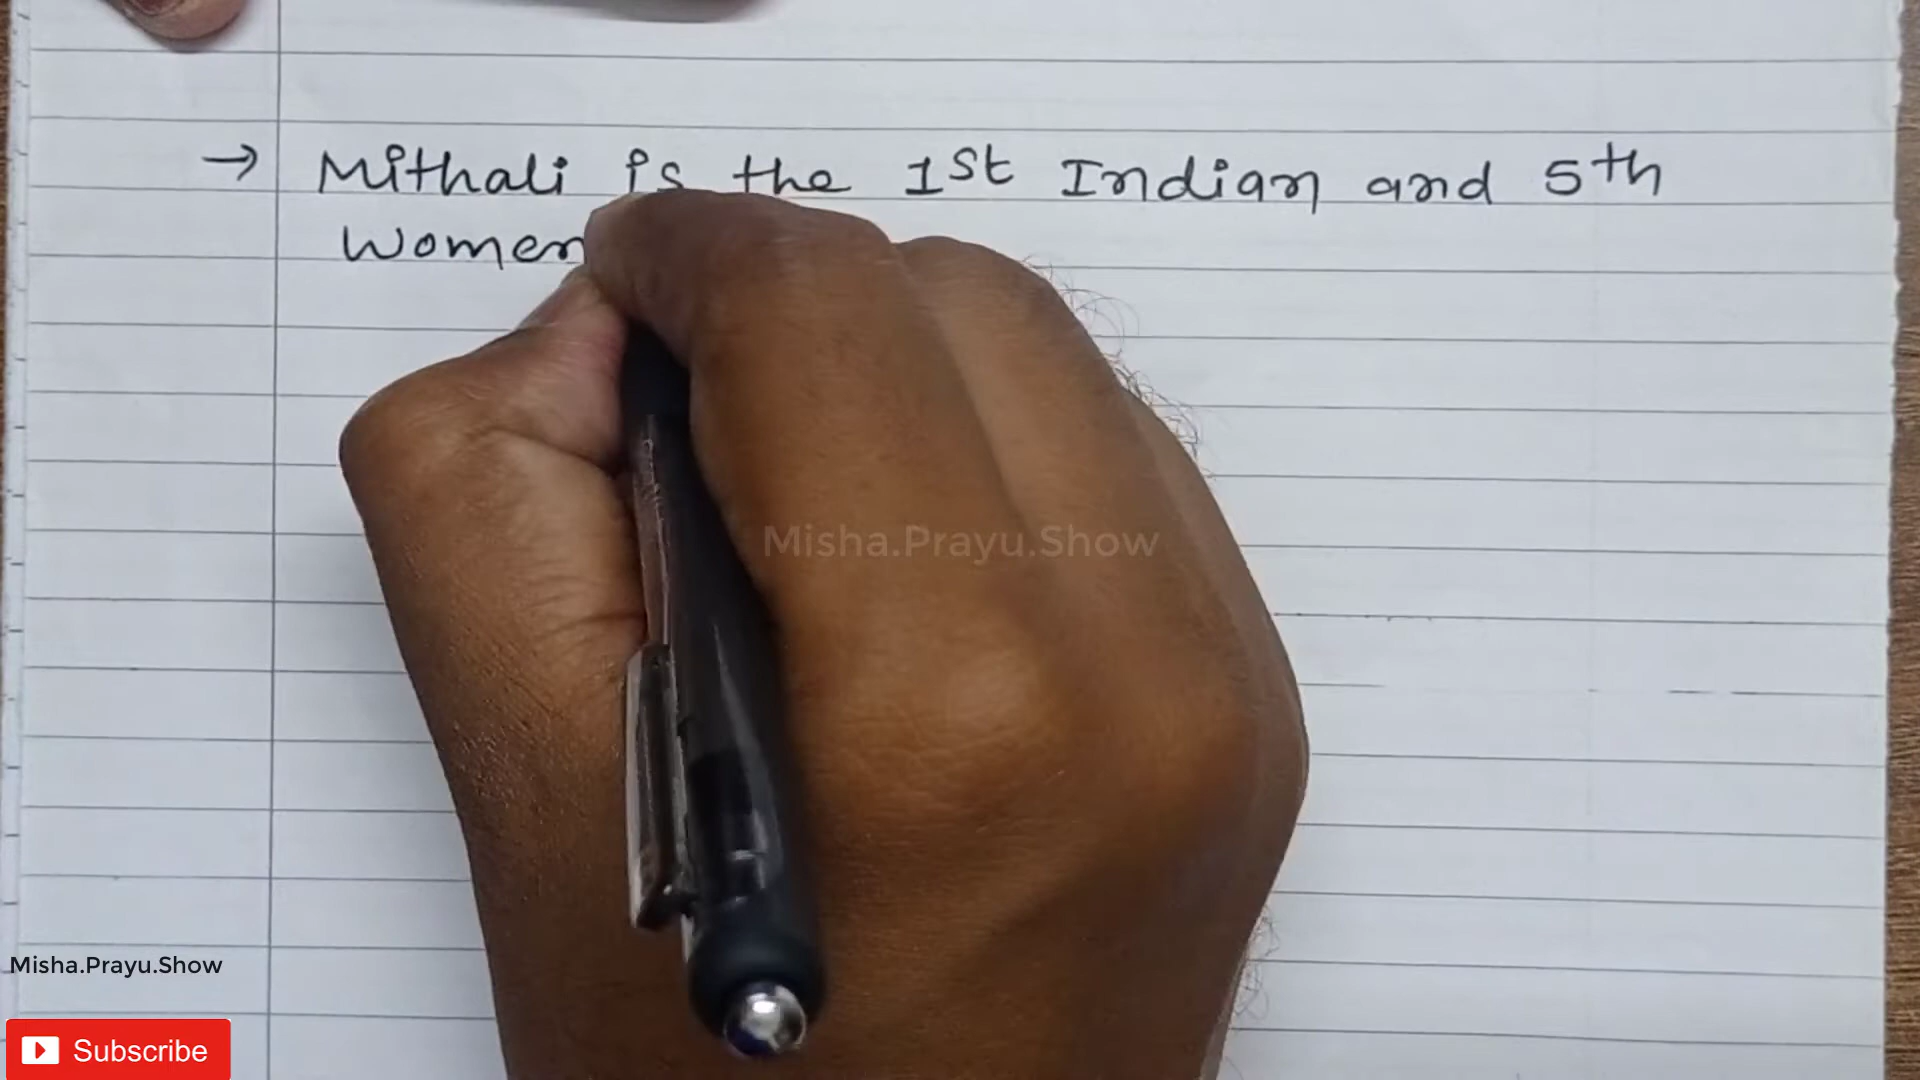 → Mithali is the 1st Indian and 5th
Women
Misha.Prayu.Show
Misha.Prayu.Show
Subscribe